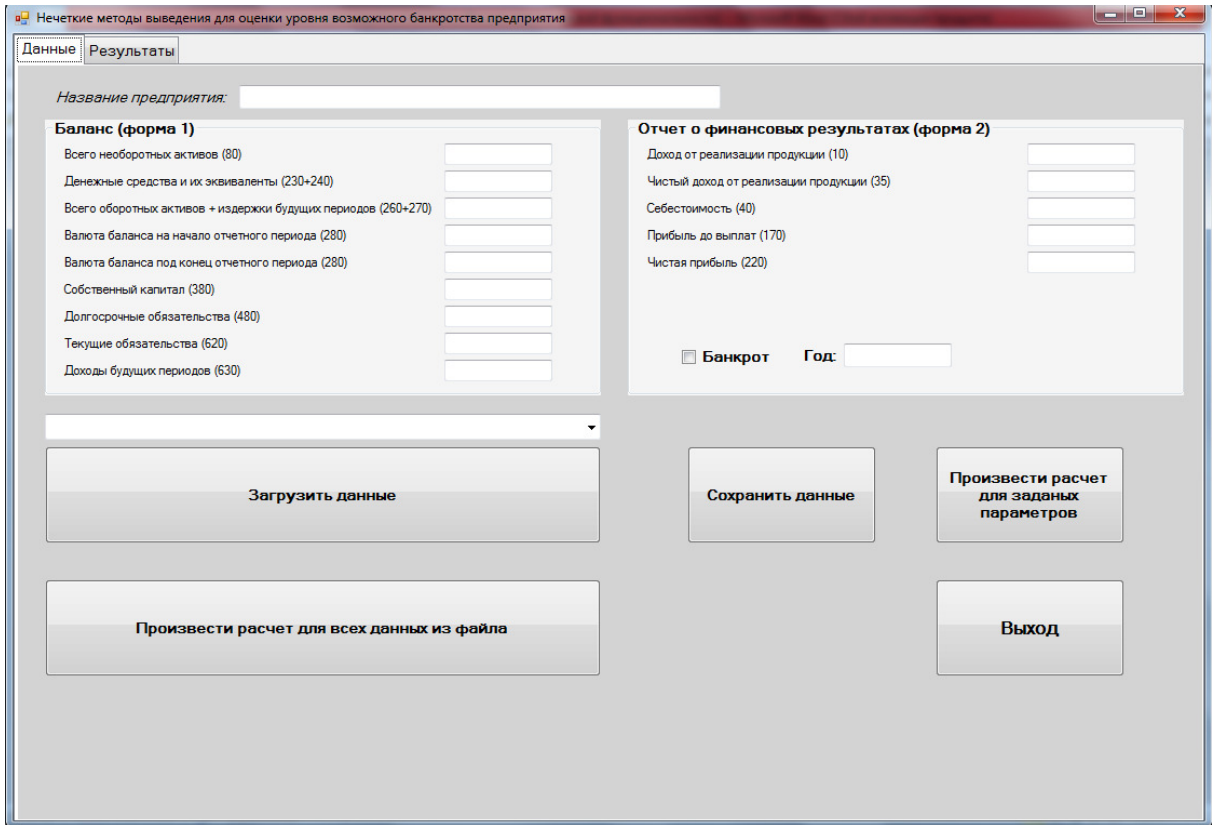 Нечеткие методы выведения для оценки уровня возможного банкротства предприятия
Данные
Результаты
Название предприятия:
Баланс (форма 1)
Всего необоротных активов (80)
Денежные средства и их эквиваленты (230+240)
Всего оборотных активов + издержки будущих периодов (260+270)
Валюта баланса на начало отчетного периода (280)
Валюта баланса под конец отчетного периода (280)
Собственный капитал (380)
Долгосрочные обязательства (480)
Текущие обязательства (620)
Доходы будущих периодов (630)
Отчет о финансовых результатах (форма 2)
Доход от реализации продукции (10)
Чистый доход от реализации продукции (35)
Себестоимость (40)
Прибыль до выплат (170)
Чистая прибыль (220)
Банкрот
Год:
Загрузить данные
Сохранить данные
Произвести расчет
для заданых
параметров
Произвести расчет для всех данных из файла
Выход